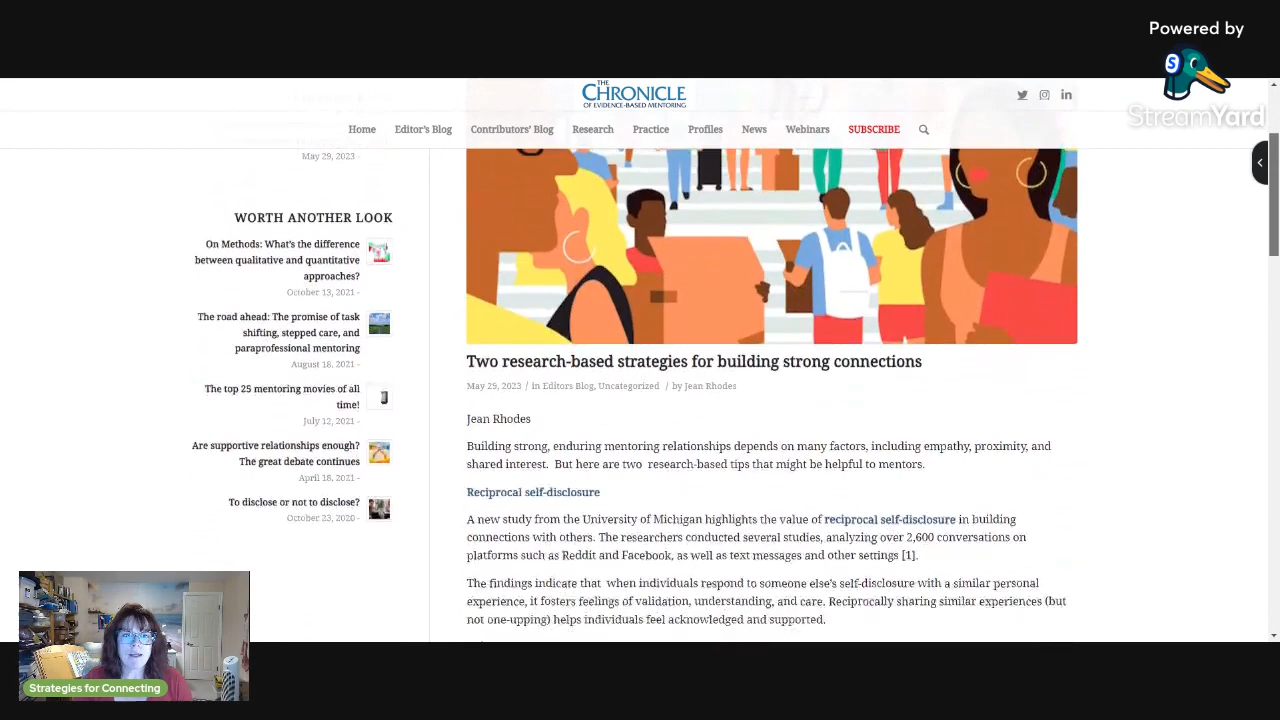 Powered by
S
StreamYard
THE
CHRONICLE
OF EVIDENCE-BASED MENTORING
Home Editor's Blog Contributors' Blog Research Practice Profiles News Webinars SUBSCRIBE
May 29, 2023 -
WORTH ANOTHER LOOK
On Methods: What's the difference
between qualitative and quantitative
approaches?
October 13, 2021 -
The road ahead: The promise of task
shifting, stepped care, and
paraprofessional mentoring
August 18, 2021 -
The top 25 mentoring movies of all
time!
July 12, 2021 -
Are supportive relationships enough?
The great debate continues
April 18, 2021 -
To disclose or not to disclose?
October 23, 2020 -
Two research-based strategies for building strong connections
May 29, 2023 / in Editors Blog, Uncategorized / by Jean Rhodes
Jean Rhodes
Building strong, enduring mentoring relationships depends on many factors, including empathy, proximity, and
shared interest. But here are two research-based tips that might be helpful to mentors.
Reciprocal self-disclosure
A new study from the University of Michigan highlights the value of reciprocal self-disclosure in building
connections with others. The researchers conducted several studies, analyzing over 2,600 conversations on
platforms such as Reddit and Facebook, as well as text messages and other settings [1].
The findings indicate that when individuals respond to someone else's self-disclosure with a similar personal
experience, it fosters feelings of validation, understanding, and care. Reciprocally sharing similar experiences (but
not one-upping) helps individuals feel acknowledged and supported.
Strategies for Connecting